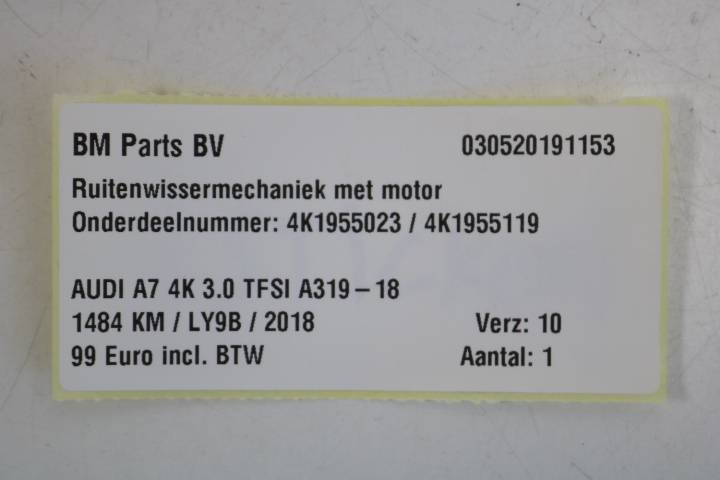 BM Parts BV 030520191153
Ruitenwissermechaniek met motor
Onderdeelnummer: 4K1955023 / 4K1955119
AUDI A7 4K 3.0 TFSI A319-18
1484 KM / LY9B / 2018 Verz: 10
99 Euro incl. BTW Aantal: 1